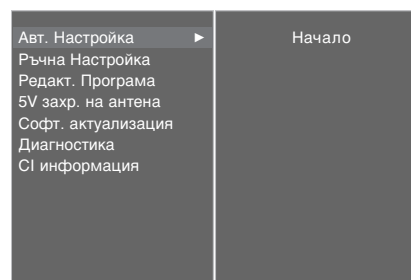 Авт. Настройка ►
Ръчна Настройка
Редакт. Програма
5V захр. на антена
Софт. актуализация
Диагностика
CI информация
Начало